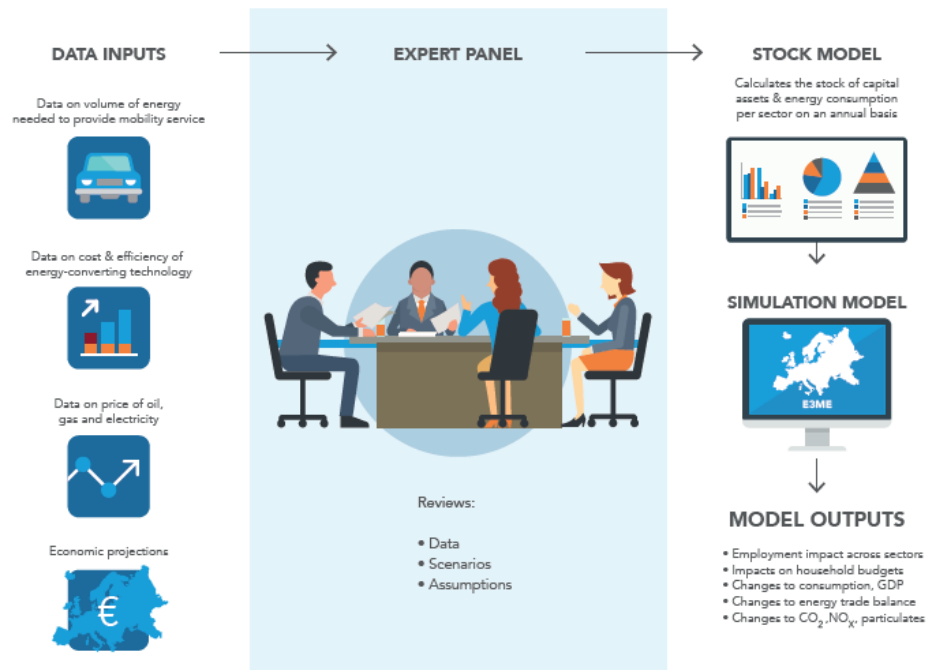 DATA INPUTS
Data on volume of energy
needed to provide mobility service
Data on cost & efficiency of
energy-converting technology
Data on price of oil,
gas and electricity
Economic projections
€
EXPERT PANEL
Reviews:
• Data
• Scenarios
• Assumptions
STOCK MODEL
Calculates the stock of capital
assets & energy consumption
per sector on an annual basis
SIMULATION MODEL
E3ME
MODEL OUTPUTS
• Employment impact across sectors
• Impacts on household budgets
• Changes to consumption, GDP
• Changes to energy trade balance
• Changes to CO₂,NOₓ, particulates